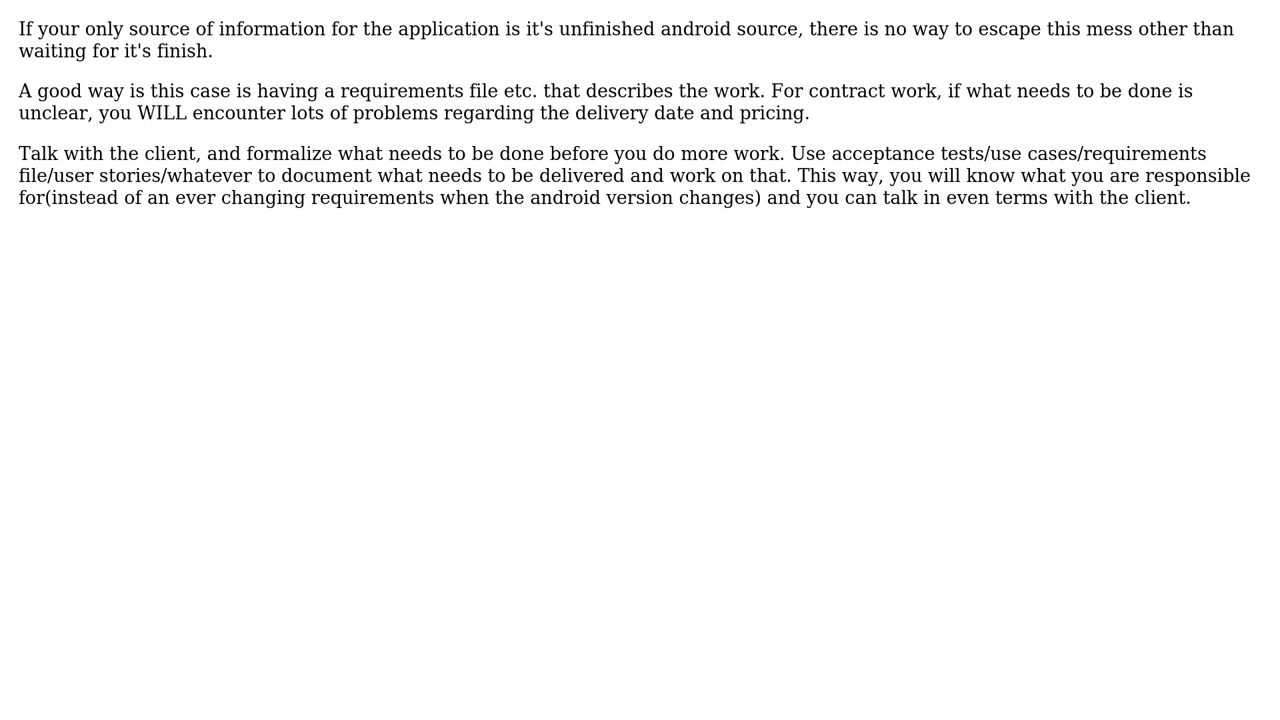 If your only source of information for the application is it's unfinished android source, there is no way to escape this mess other than
waiting for it's finish.
A good way is this case is having a requirements file etc. that describes the work. For contract work, if what needs to be done is
unclear, you WILL encounter lots of problems regarding the delivery date and pricing.
Talk with the client, and formalize what needs to be done before you do more work. Use acceptance tests/use cases/requirements
file/user stories/whatever to document what needs to be delivered and work on that. This way, you will know what you are responsible
for(instead of an ever changing requirements when the android version changes) and you can talk in even terms with the client.